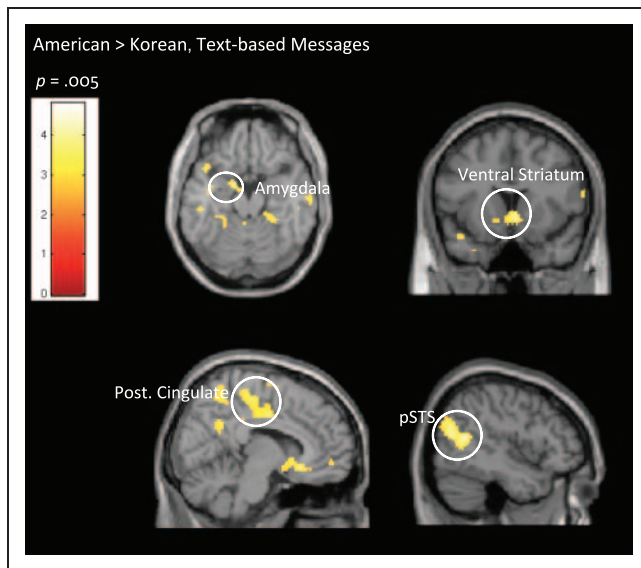 American > Korean, Text-based Messages
p = .005
4
3
2
1
0
Amygdala
Ventral Striatum
Post. Cingulate
pSTS